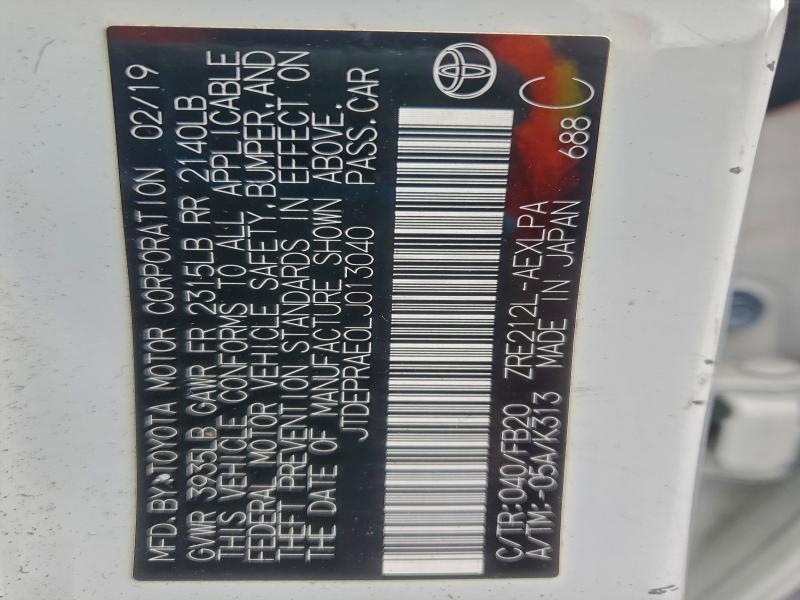 MFD.BY:TOYOTA MOTOR CORPORATION 02/19
GVWR 3935LB GAWR FR 2315LB RR 2140LB
THIS VEHICLE CONFORMS TO ALL APPLICABLE
FEDERAL MOTOR VEHICLE SAFETY,BUMPER,AND
THEFT PREVENTION STANDARDS IN EFFECT ON
THE DATE OF MANUFACTURE SHOWN ABOVE.
JTDEPRAE0LJ013040 PASS.CAR
C/TR:040/FB20 ZRE212L-AEXLPA
A/TM:-05A/K313 MADE IN JAPAN
688 C